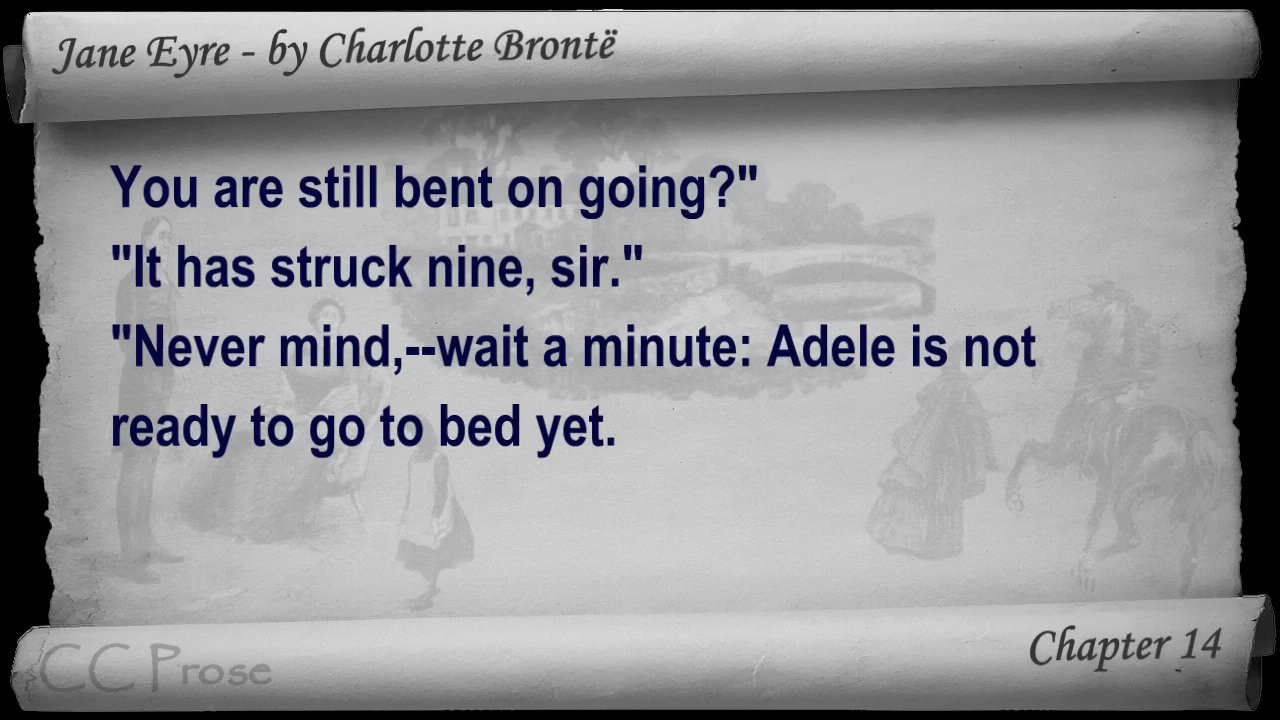 Jane Eyre - by Charlotte Brontë
You are still bent on going?"
"It has struck nine, sir."
"Never mind,--wait a minute: Adele is not
ready to go to bed yet.
CC Prose
Chapter 14